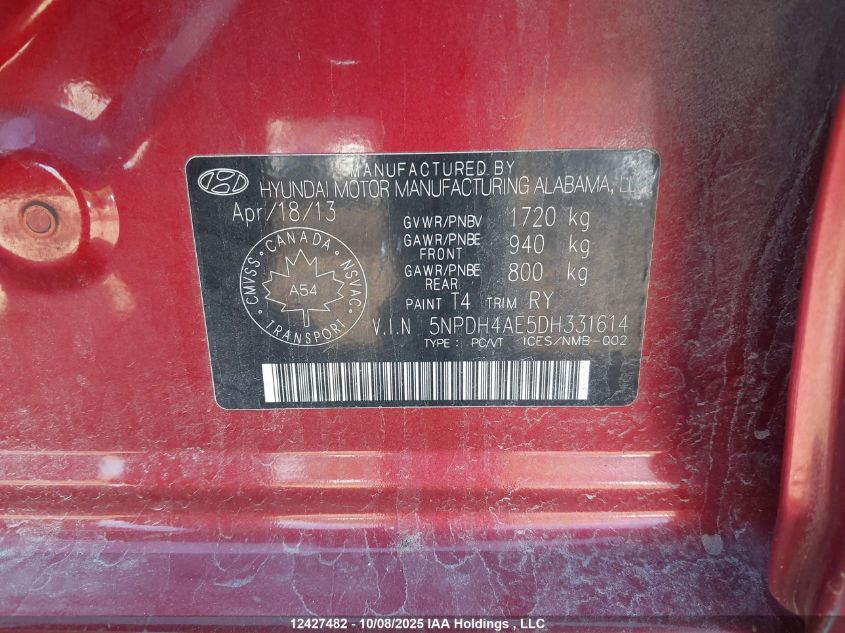 MANUFACTURED BY
HYUNDAI MOTOR MANUFACTURING ALABAMA, LLC
Apr/18/13
GVWR/PNBV 1720 kg
GAWR/PNBE FRONT 940 kg
GAWR/PNBE REAR 800 kg
PAINT T4 TRIM RY
CANADA
CMVSS NSVAC
A54
TRANSPORT
V.I.N 5NPDH4AE5DH331614
TYPE : PC/VT ICES/NMB-002
12427482 - 10/08/2025 IAA Holdings , LLC